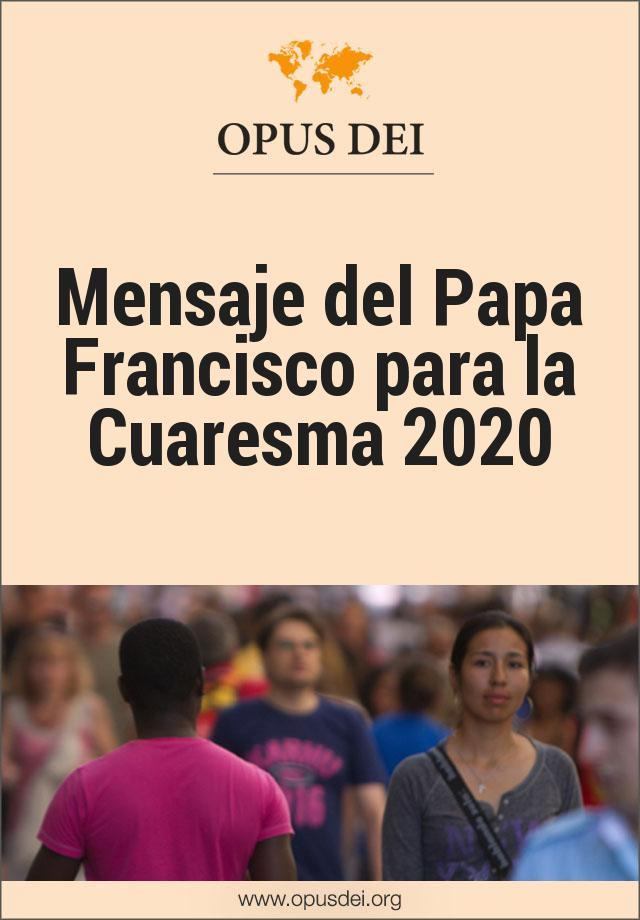 OPUS DEI
Mensaje del Papa
Francisco para la
Cuaresma 2020
www.opusdei.org